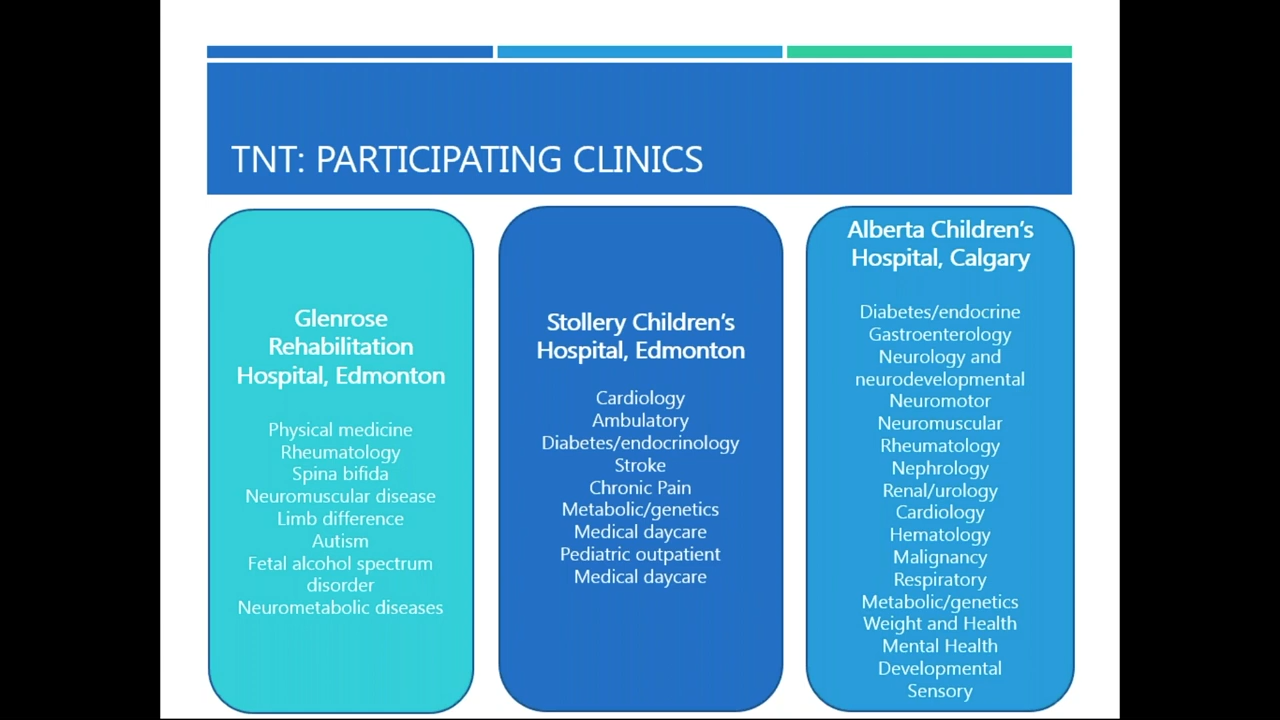 TNT: PARTICIPATING CLINICS
Glenrose
Rehabilitation
Hospital, Edmonton
Physical medicine
Rheumatology
Spina bifida
Neuromuscular disease
Limb difference
Autism
Fetal alcohol spectrum
disorder
Neurometabolic diseases
Stollery Children's
Hospital, Edmonton
Cardiology
Ambulatory
Diabetes/endocrinology
Stroke
Chronic Pain
Metabolic/genetics
Medical daycare
Pediatric outpatient
Medical daycare
Alberta Children's
Hospital, Calgary
Diabetes/endocrine
Gastroenterology
Neurology and
neurodevelopmental
Neuromotor
Neuromuscular
Rheumatology
Nephrology
Renal/urology
Cardiology
Hematology
Malignancy
Respiratory
Metabolic/genetics
Weight and Health
Mental Health
Developmental
Sensory